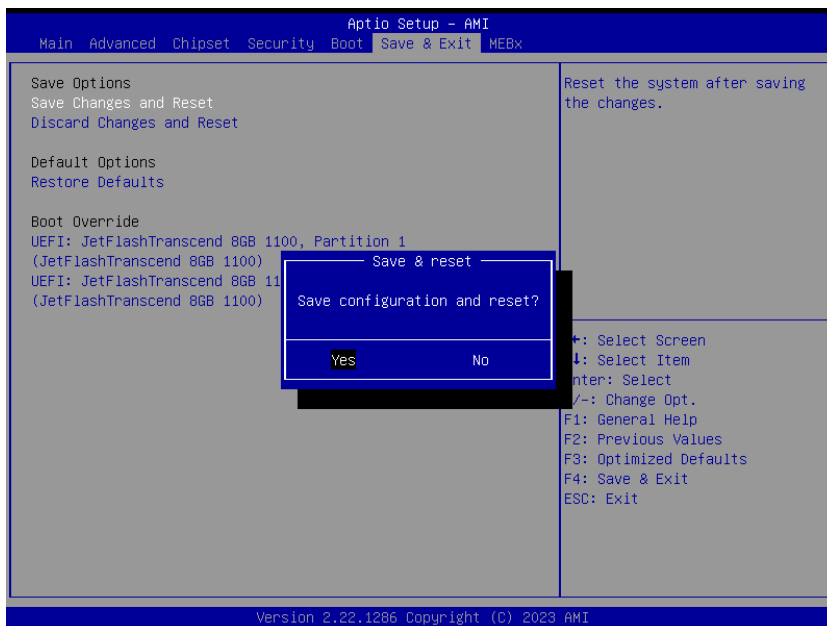 Aptio Setup – AMI
Main Advanced Chipset Security Boot Save & Exit MEBx
Save Options
Save Changes and Reset
Discard Changes and Reset
Default Options
Restore Defaults
Boot Override
UEFI: JetFlashTranscend 8GB 1100, Partition 1
(JetFlashTranscend 8GB 1100)
UEFI: JetFlashTranscend 8GB 11
(JetFlashTranscend 8GB 1100)
Save & reset
Save configuration and reset?
Yes No
Reset the system after saving
the changes.
: Select Screen
: Select Item
nter: Select
/-: Change Opt.
F1: General Help
F2: Previous Values
F3: Optimized Defaults
F4: Save & Exit
ESC: Exit
Version 2.22.1286 Copyright (C) 2023 AMI